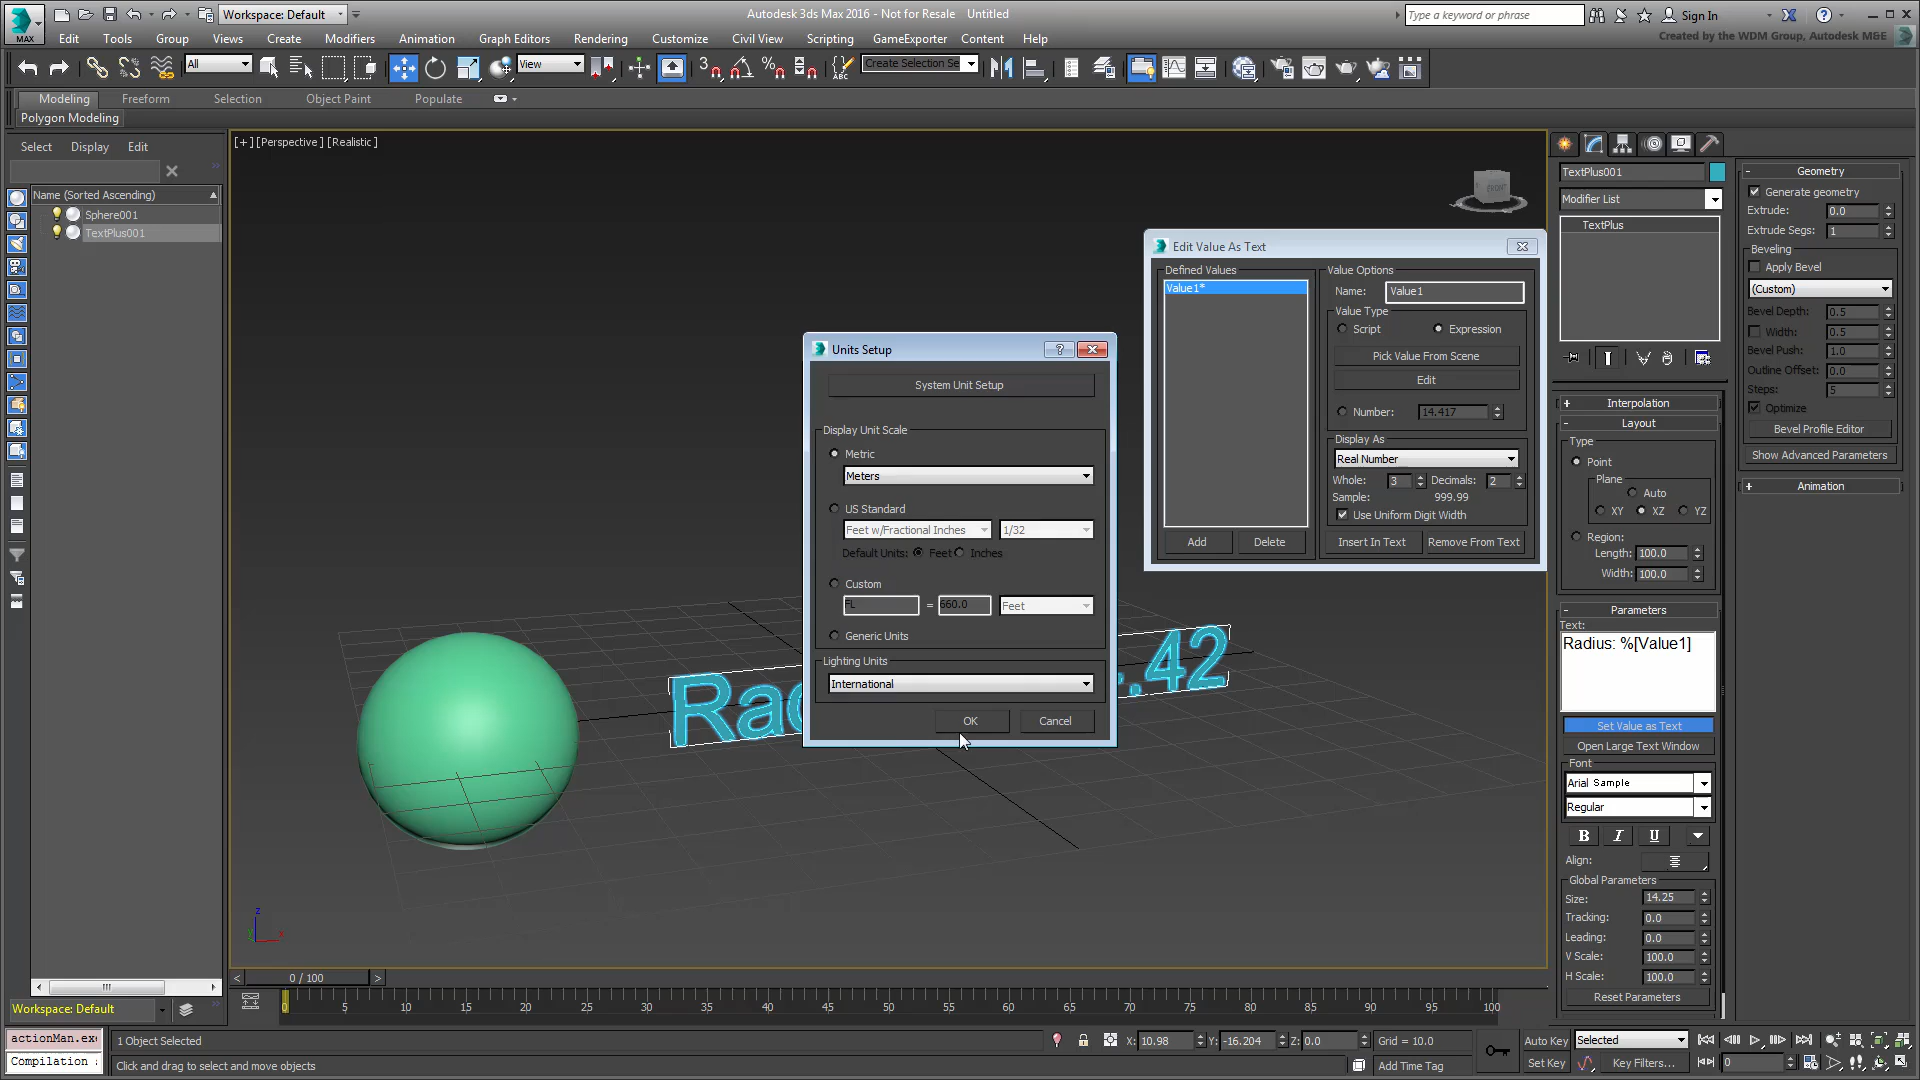 MAX
Workspace: Default
Autodesk 3ds Max 2016 - Not for Resale    Untitled
Type a keyword or phrase
Sign In
Edit Tools Group Views Create Modifiers Animation Graph Editors Rendering Customize Civil View Scripting GameExporter Content Help
Created by the WDM Group, Autodesk M&E
All
View
3
Create Selection Se
Modeling Freeform Selection Object Paint Populate
Polygon Modeling
Select Display Edit
Name (Sorted Ascending)
Sphere001
TextPlus001
[+] [Perspective] [Realistic]
FRONT
Rad
.42
Units Setup
System Unit Setup
Display Unit Scale
Metric
Meters
US Standard
Feet w/Fractional Inches 1/32
Default Units: Feet Inches
Custom
FL = 660.0 Feet
Generic Units
Lighting Units
International
OK Cancel
Edit Value As Text
Defined Values
Value1*
Add Delete
Value Options
Name: Value1
Value Type
Script Expression
Pick Value From Scene
Edit
Number: 14.417
Display As
Real Number
Whole: 3 Decimals: 2
Sample: 999.99
Use Uniform Digit Width
Insert In Text Remove From Text
TextPlus001
Modifier List
TextPlus
+ Interpolation
- Layout
Type
Point
Plane
Auto
XY XZ YZ
Region:
Length: 100.0
Width: 100.0
- Parameters
Text:
Radius: %[Value1]
Set Value as Text
Open Large Text Window
Font
Arial Sample
Regular
B I U
Align:
Global Parameters
Size: 14.25
Tracking: 0.0
Leading: 0.0
V Scale: 100.0
H Scale: 100.0
Reset Parameters
- Geometry
Generate geometry
Extrude: 0.0
Extrude Segs: 1
Beveling
Apply Bevel
(Custom)
Bevel Depth: 0.5
Width: 0.5
Bevel Push: 1.0
Outline Offset: 0.0
Steps: 5
Optimize
Bevel Profile Editor
Show Advanced Parameters
+ Animation
z
y
x
< 0 / 100 >
Workspace: Default
0 5 10 15 20 25 30 35 40 45 50 55 60 65 70 75 80 85 90 95 100
actionMan.exe
Compilation :
1 Object Selected
Click and drag to select and move objects
X: 10.98 Y: -16.204 Z: 0.0
Grid = 10.0
Add Time Tag
Auto Key Selected
Set Key Key Filters...
0